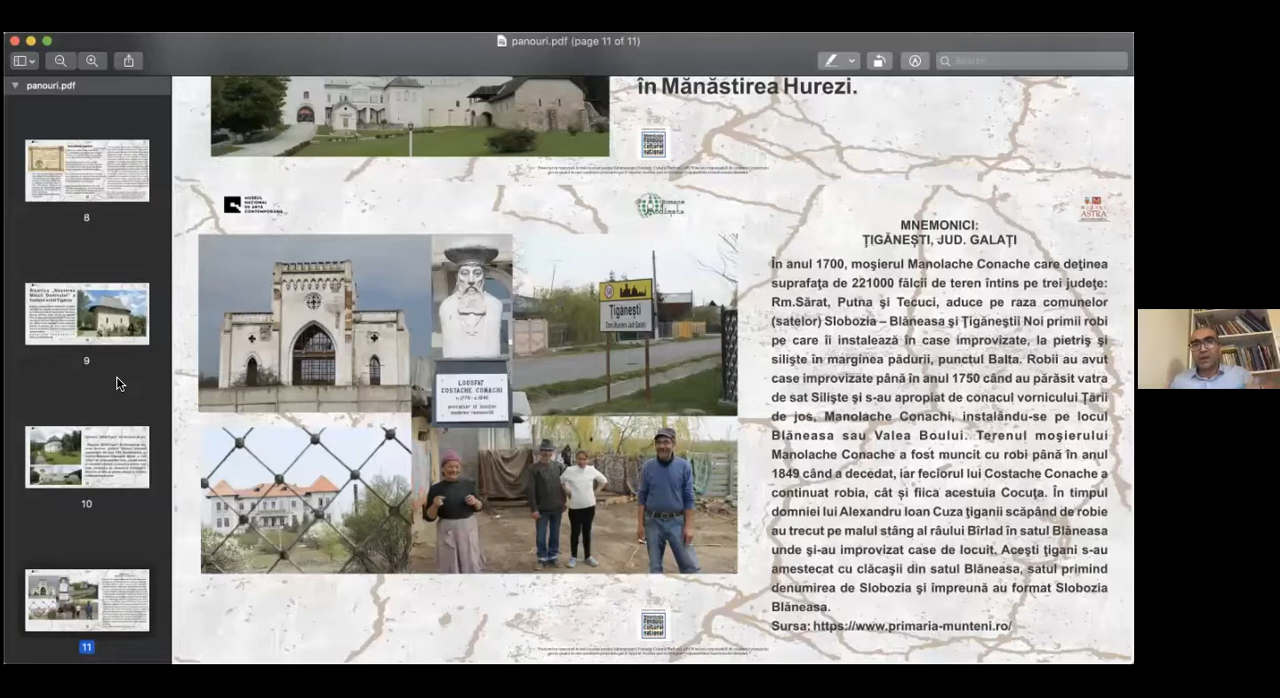 panouri.pdf (page 11 of 11)
Search
panouri.pdf
8
9
10
11
în Mănăstirea Hurezi.
MUZEUL
NAȚIONAL
DE ARTĂ
CONTEMPORANĂ
ASTRA
MNEMONICI:
ŢIGĂNEŞTI, JUD. GALAŢI
În anul 1700, moşierul Manolache Conache care deţinea
suprafaţa de 221000 fălcii de teren întins pe trei judeţe:
Rm.Sărat, Putna şi Tecuci, aduce pe raza comunelor
(satelor) Slobozia – Blăneasa şi Ţigăneştii Noi primii robi
pe care îi instalează în case improvizate, la pietriş şi
silişte în marginea pădurii, punctul Balta. Robii au avut
case improvizate până în anul 1750 când au părăsit vatra
de sat Silişte şi s-au apropiat de conacul vornicului Ţării
de jos, Manolache Conachi, instalându-se pe locul
Blăneasa sau Valea Boului. Terenul moşierului
Manolache Conache a fost muncit cu robi până în anul
1849 când a decedat, iar feciorul lui Costache Conache a
continuat robia, cât şi fiica acestuia Cocuţa. În timpul
domniei lui Alexandru Ioan Cuza ţiganii scăpând de robie
au trecut pe malul stâng al râului Bîrlad în satul Blăneasa
unde şi-au improvizat case de locuit. Aceşti ţigani s-au
amestecat cu clăcaşii din satul Blăneasa, satul primind
denumirea de Slobozia şi împreună au format Slobozia
Blăneasa.
Sursa: https://www.primaria-munteni.ro/
Ţigăneşti
LOGOFĂT
COSTACHE CONACHI